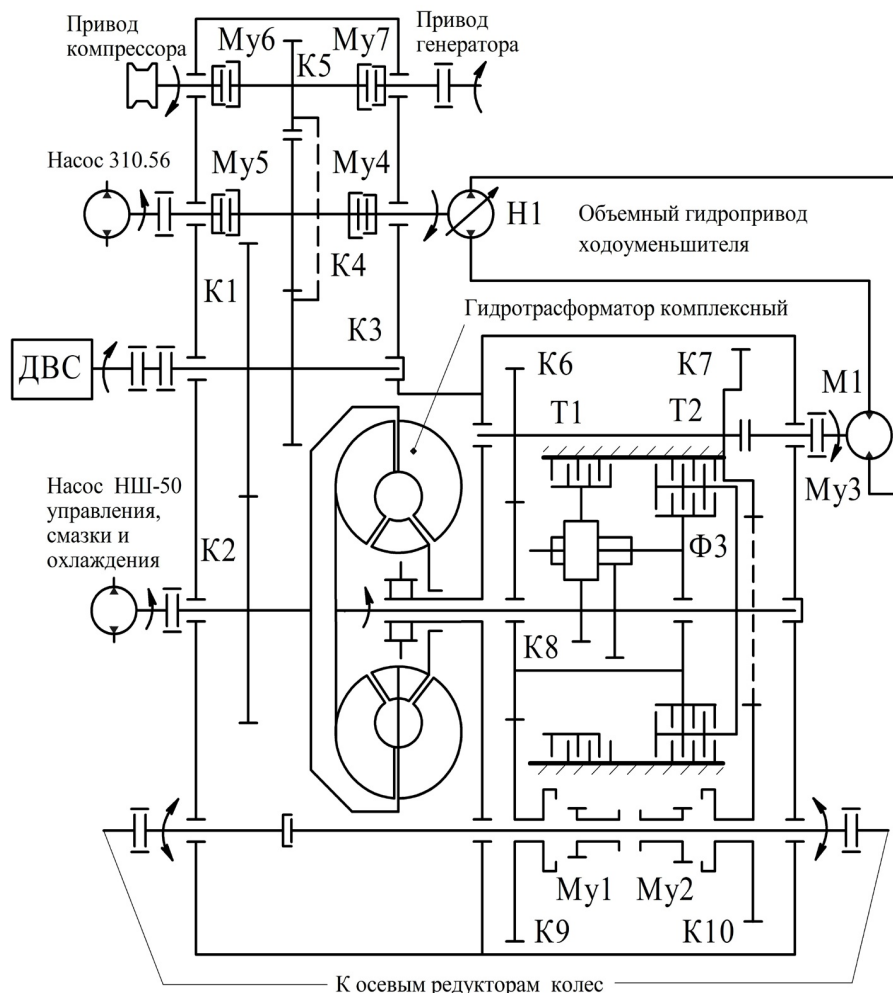 Привод
компрессора
Му6
Му7
Привод
генератора
К5
Насос 310.56
Му5
Му4
Н1
Объемный гидропривод
ходоуменьшителя
К1
К4
Гидротрасформатор комплексный
К3
ДВС
К6
К7
М1
Т1
Т2
Му3
Насос НШ-50
управления,
смазки и
охлаждения
К2
Ф3
К8
Му1
Му2
К9
К10
К осевым редукторам колес